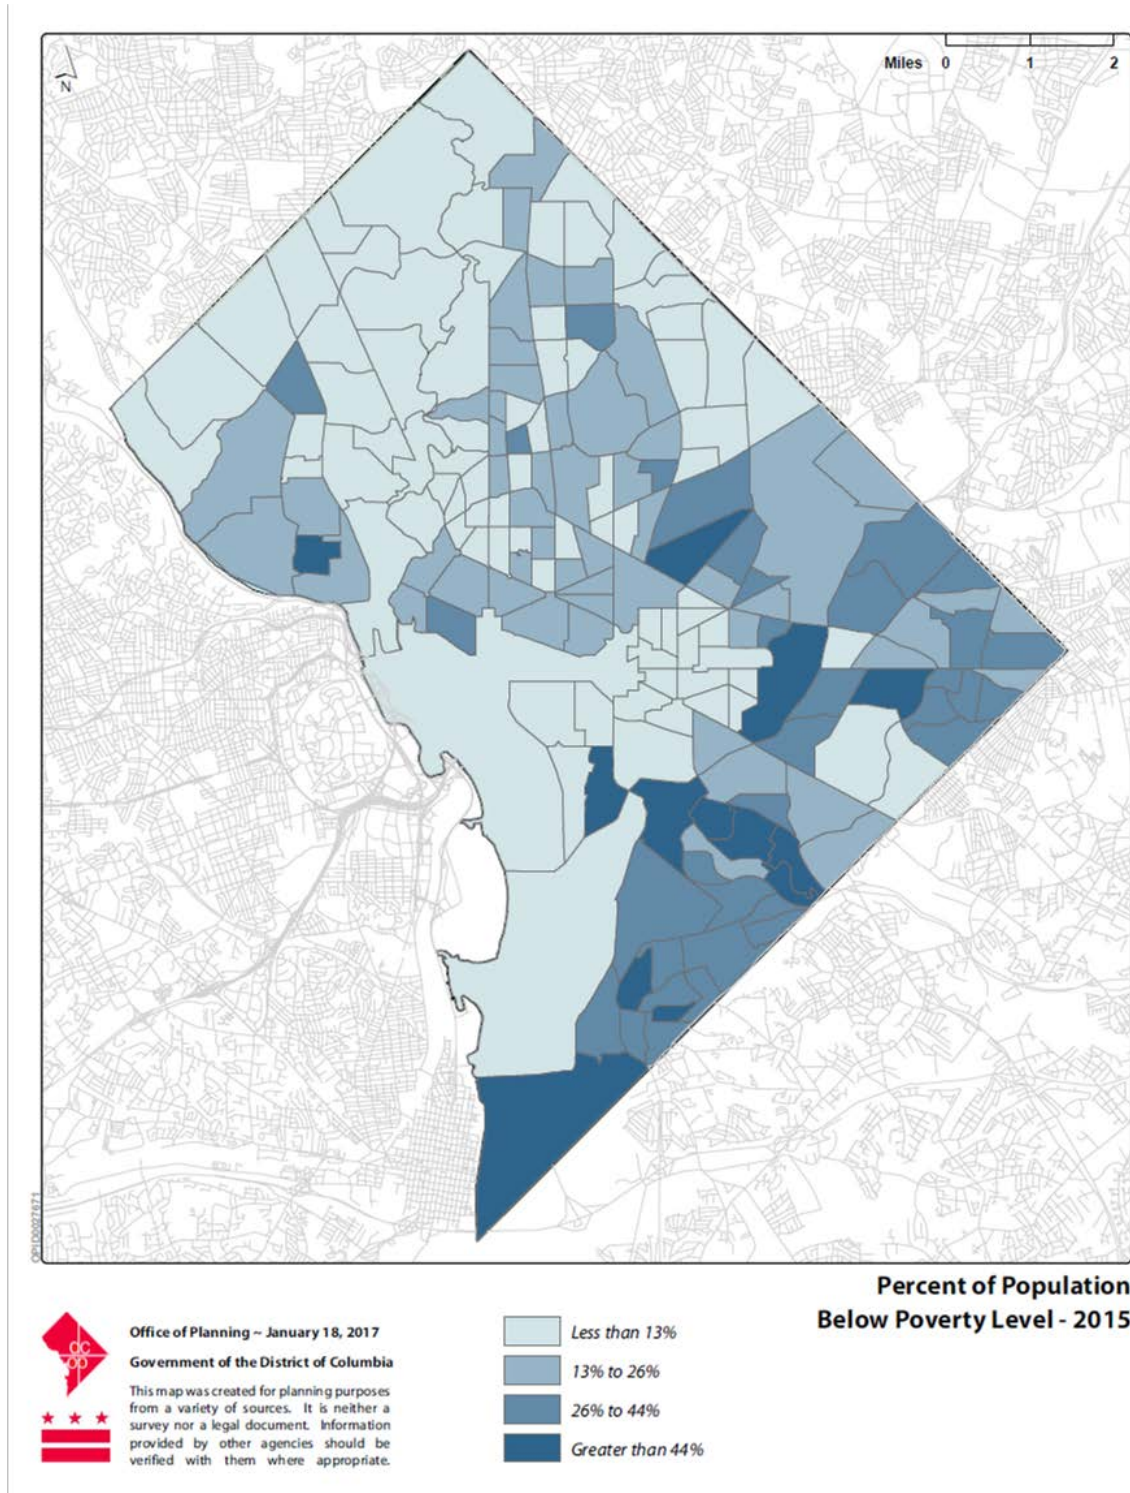 N
Miles 0 1 2
OPID0027671
Percent of Population
Below Poverty Level - 2015
Office of Planning ~ January 18, 2017
Government of the District of Columbia
This map was created for planning purposes
from a variety of sources. It is neither a
survey nor a legal document. Information
provided by other agencies should be
verified with them where appropriate.
dc
op
Less than 13%
13% to 26%
26% to 44%
Greater than 44%